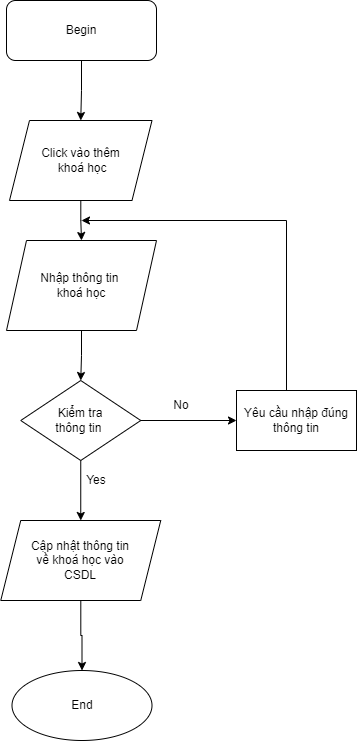 Begin
Click vào thêm
khoá học
Nhập thông tin
khoá học
Kiểm tra
thông tin
No
Yêu cầu nhập đúng
thông tin
Yes
Cập nhật thông tin
về khoá học vào
CSDL
End